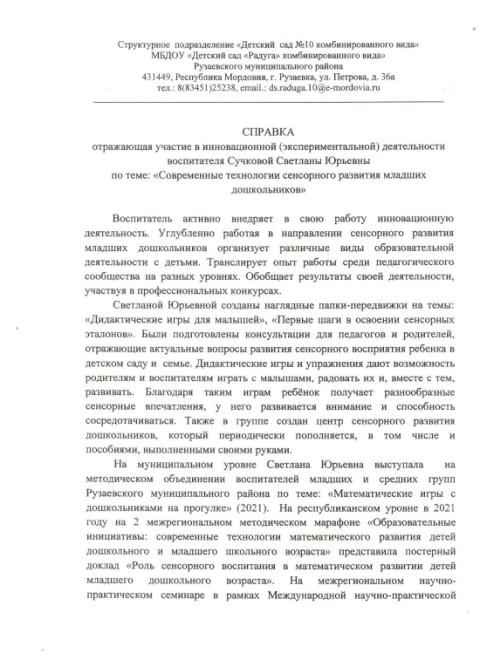 Структурное подразделение «Детский сад №10 комбинированного вида»
МБДОУ «Детский сад «Радуга» комбинированного вида»
Рузаевского муниципального района
431449, Республика Мордовия, г. Рузаевка, ул. Петрова, д. 36а
тел.: 8(83451)25238, email.: ds.raduga.10@e-mordovia.ru
СПРАВКА
отражающая участие в инновационной (экспериментальной) деятельности
воспитателя Сучковой Светланы Юрьевны
по теме: «Современные технологии сенсорного развития младших
дошкольников»
Воспитатель активно внедряет в свою работу инновационную
деятельность. Углубленно работая в направлении сенсорного развития
младших дошкольников организует различные виды образовательной
деятельности с детьми. Транслирует опыт работы среди педагогического
сообщества на разных уровнях. Обобщает результаты своей деятельности,
участвуя в профессиональных конкурсах.
Светланой Юрьевной созданы наглядные папки-передвижки на темы:
«Дидактические игры для малышей», «Первые шаги в освоении сенсорных
эталонов». Были подготовлены консультации для педагогов и родителей,
отражающие актуальные вопросы развития сенсорного восприятия ребенка в
детском саду и семье. Дидактические игры и упражнения дают возможность
родителям и воспитателям играть с малышами, радовать их и, вместе с тем,
развивать. Благодаря таким играм ребёнок получает разнообразные
сенсорные впечатления, у него развивается внимание и способность
сосредотачиваться. Также в группе создан центр сенсорного развития
дошкольников, который периодически пополняется, в том числе и
пособиями, выполненными своими руками.
На муниципальном уровне Светлана Юрьевна выступала на
методическом объединении воспитателей младших и средних групп
Рузаевского муниципального района по теме: «Математические игры с
дошкольниками на прогулке» (2021). На республиканском уровне в 2021
году на 2 межрегиональном методическом марафоне «Образовательные
инициативы: современные технологии математического развития детей
дошкольного и младшего школьного возраста» представила постерный
доклад «Роль сенсорного воспитания в математическом развитии детей
младшего дошкольного возраста». На межрегиональном научно-
практическом семинаре в рамках Международной научно-практической